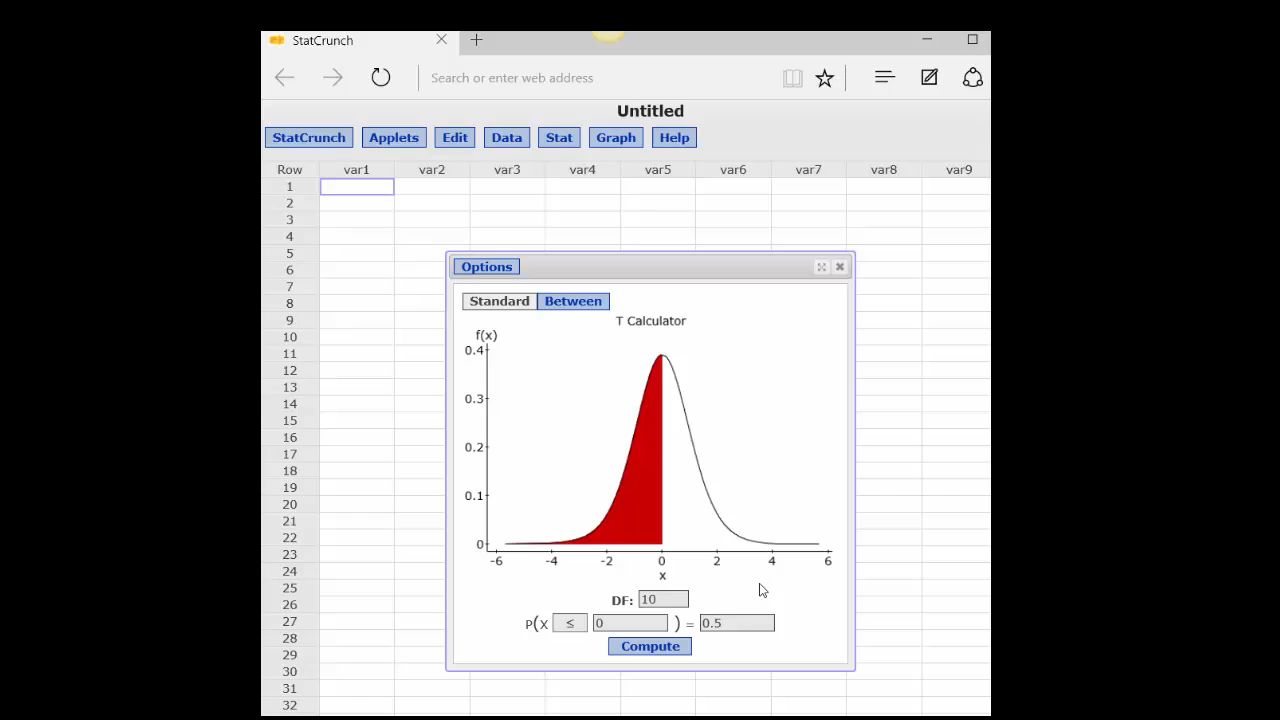 StatCrunch
Search or enter web address
Untitled
StatCrunch Applets Edit Data Stat Graph Help
Row var1 var2 var3 var4 var5 var6 var7 var8 var9
1
2
3
4
5
6
7
8
9
10
11
12
13
14
15
16
17
18
19
20
21
22
23
24
25
26
27
28
29
30
31
32
Options
Standard Between
T Calculator
f(x)
0.4
0.3
0.2
0.1
0
-6 -4 -2 0 2 4 6
x
DF: 10
P(X ≤ 0 ) = 0.5
Compute